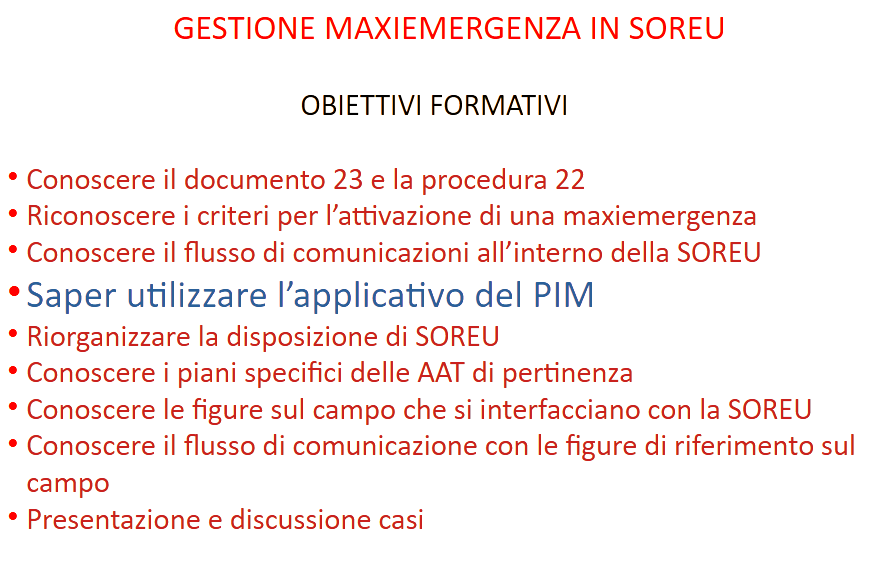 GESTIONE MAXIEMERGENZA IN SOREU
OBIETTIVI FORMATIVI
• Conoscere il documento 23 e la procedura 22
• Riconoscere i criteri per l’attivazione di una maxiemergenza
• Conoscere il flusso di comunicazioni all’interno della SOREU
• Saper utilizzare l’applicativo del PIM
• Riorganizzare la disposizione di SOREU
• Conoscere i piani specifici delle AAT di pertinenza
• Conoscere le figure sul campo che si interfacciano con la SOREU
• Conoscere il flusso di comunicazione con le figure di riferimento sul
campo
• Presentazione e discussione casi